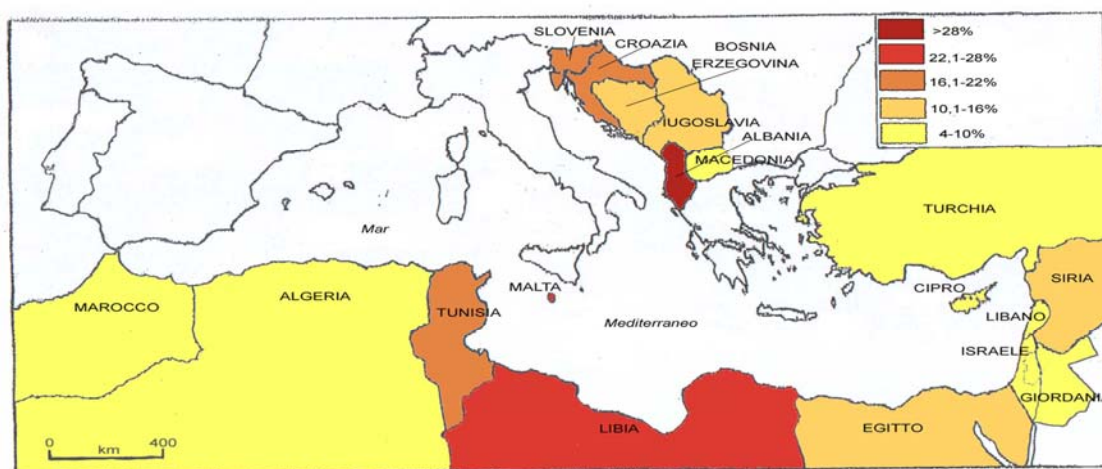 SLOVENIA
CROAZIA
BOSNIA
ERZEGOVINA
IUGOSLAVIA
ALBANIA
MACEDONIA
>28%
22,1-28%
16,1-22%
10,1-16%
4-10%
TURCHIA
Mar
Mediterraneo
MALTA
CIPRO
SIRIA
LIBANO
ISRAELE
GIORDANIA
MAROCCO
ALGERIA
TUNISIA
LIBIA
EGITTO
0 400
km